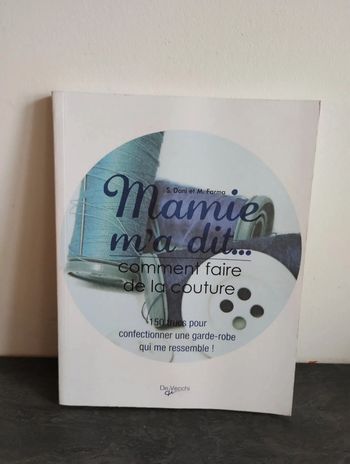 S. Doni et M. Farma
Mamie
m'a dit...
comment faire
de la couture
150 trucs pour
confectionner une garde-robe
qui me ressemble !
De Vecchi